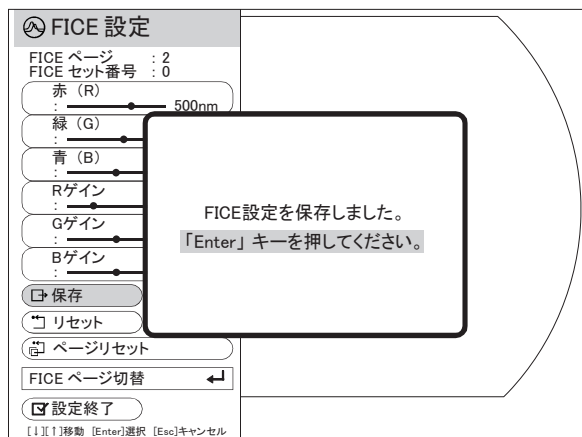 FICE 設定
FICE ページ : 2
FICE セット番号 : 0
赤（R）
: 500nm
緑（G）
:
青（B）
:
Rゲイン
:
Gゲイン
:
Bゲイン
:
FICE設定を保存しました。
「Enter」キーを押してください。
保存
リセット
ページリセット
FICE ページ切替
設定終了
[↓][↑]移動 [Enter]選択 [Esc]キャンセル